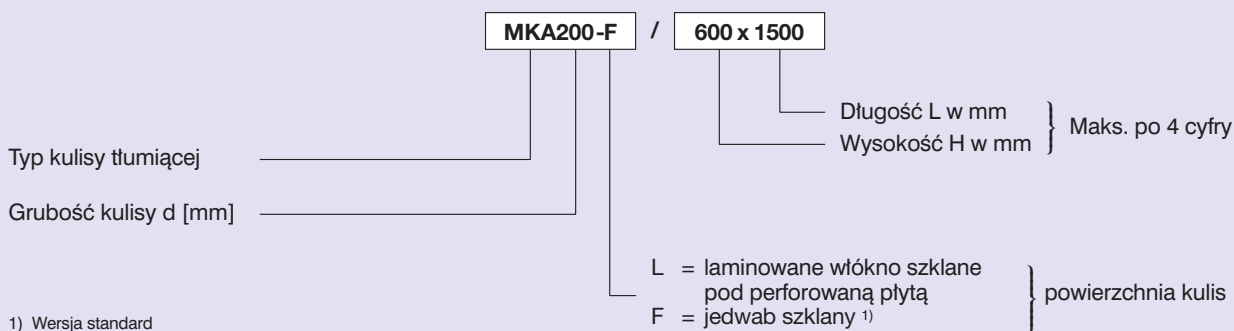 MKA200-F / 600 x 1500
Długość L w mm
Wysokość H w mm
Maks. po 4 cyfry
Typ kulisy tłumiącej
Grubość kulisy d [mm]
L = laminowane włókno szklane
pod perforowaną płytą
F = jedwab szklany 1)
powierzchnia kulis
1) Wersja standard